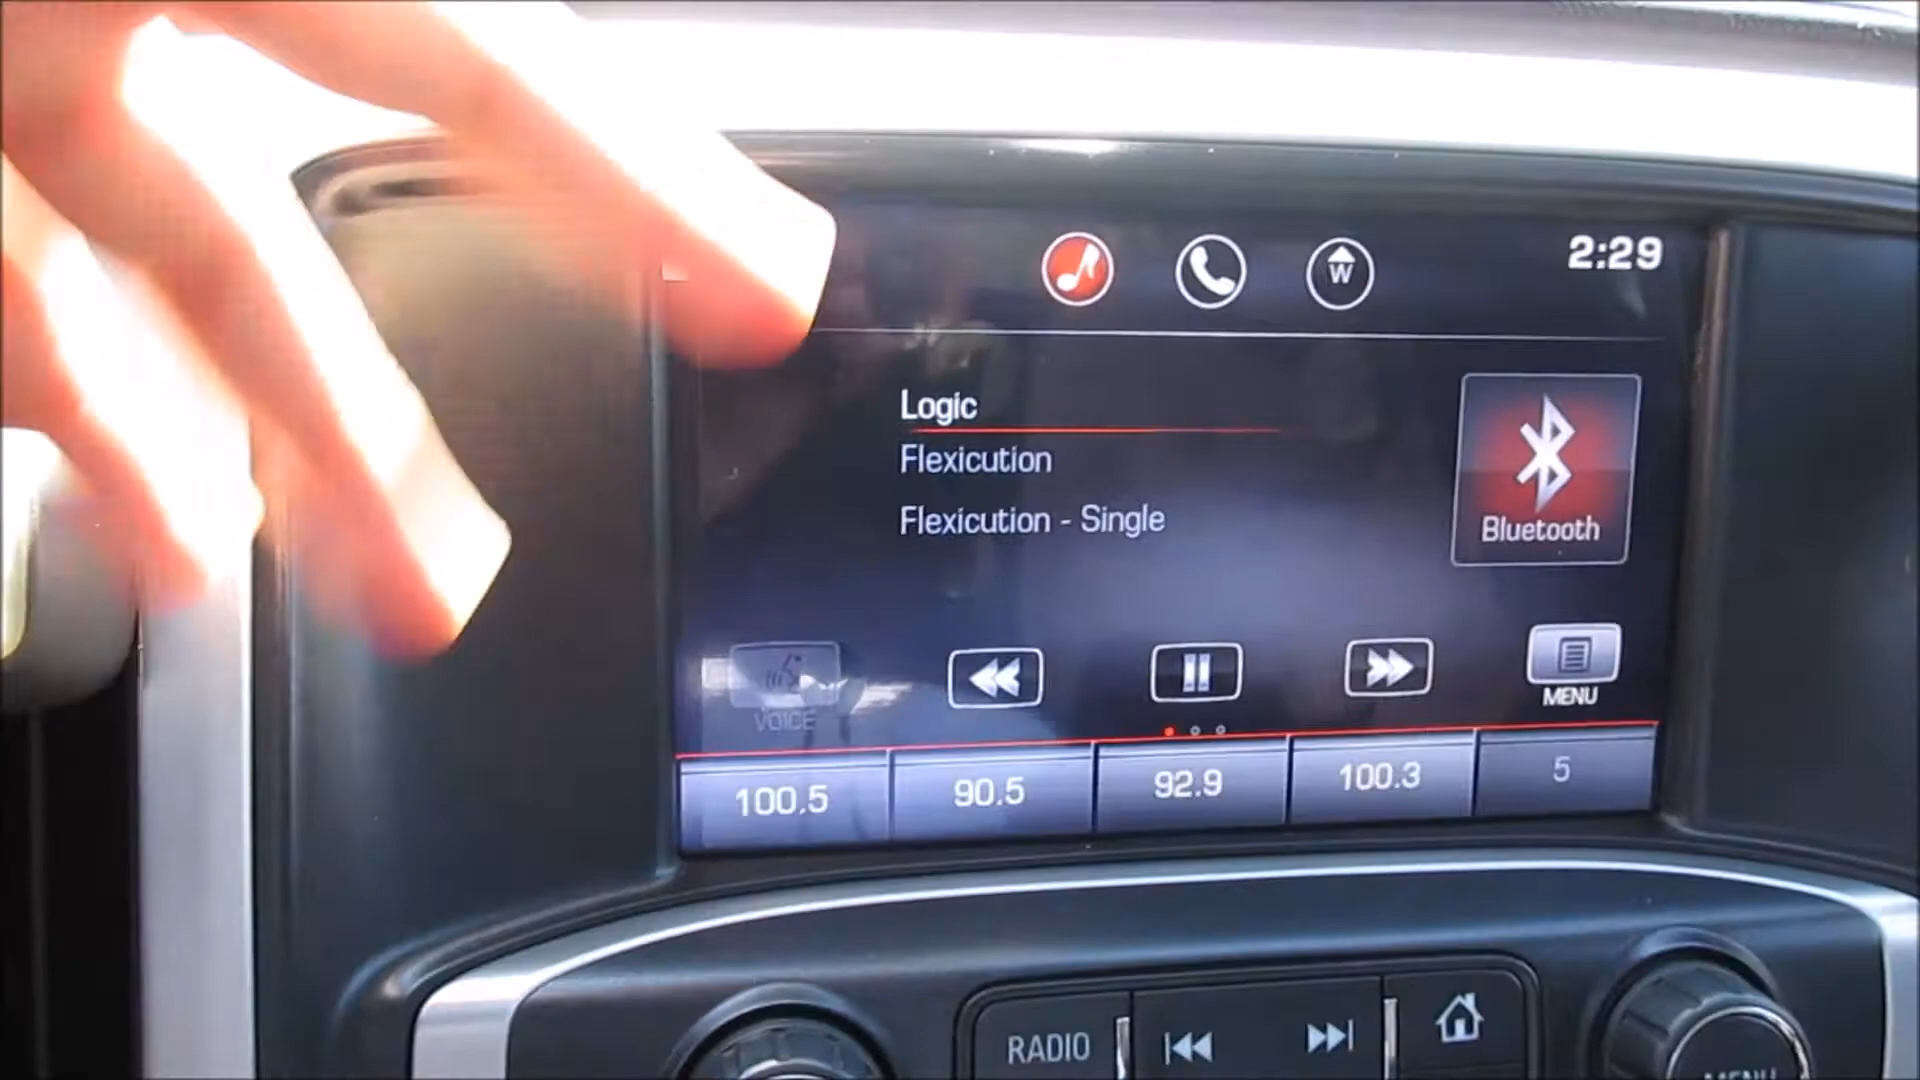 W
2:29
Logic
Flexicution
Flexicution - Single
Bluetooth
VOICE
MENU
100.5
90.5
92.9
100.3
5
RADIO
MENU